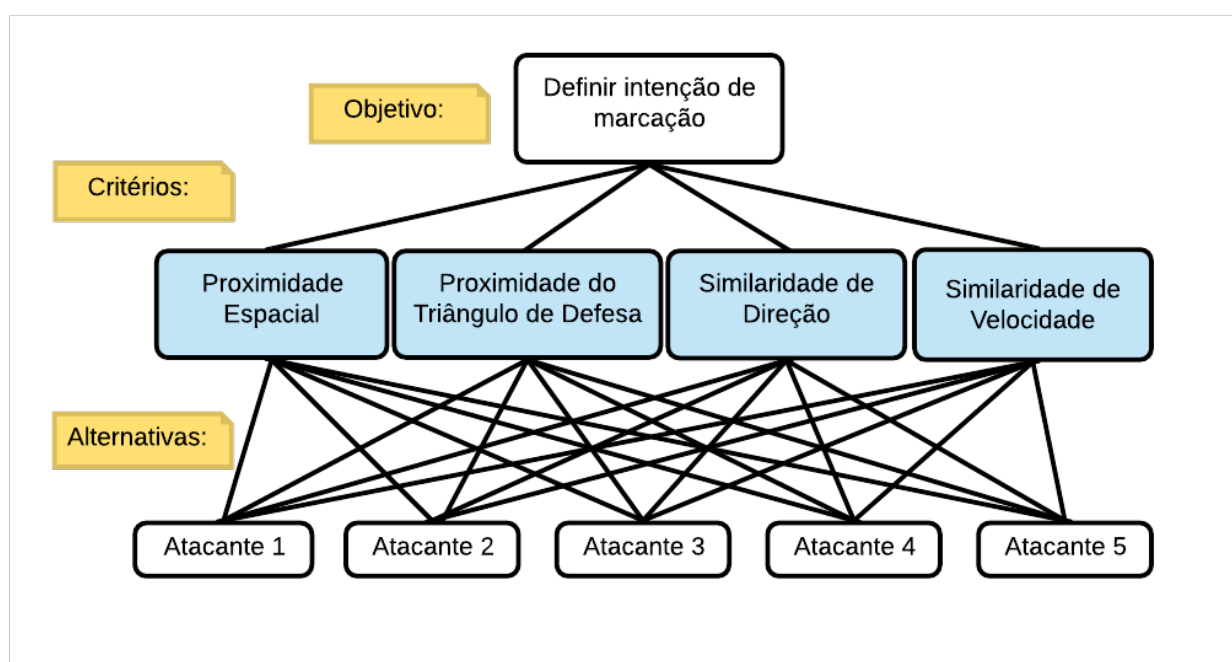 Objetivo:
Definir intenção de
marcação
Critérios:
Proximidade
Espacial
Proximidade do
Triângulo de Defesa
Similaridade de
Direção
Similaridade de
Velocidade
Alternativas:
Atacante 1
Atacante 2
Atacante 3
Atacante 4
Atacante 5